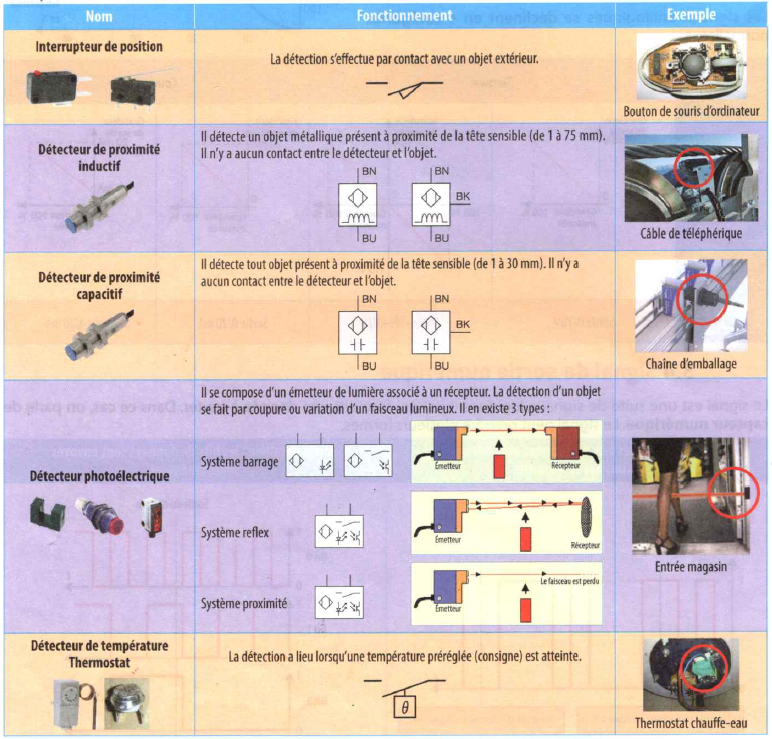 Nom
Fonctionnement
Exemple
Interrupteur de position
La détection s'effectue par contact avec un objet extérieur.
Bouton de souris d'ordinateur
Détecteur de proximité
inductif
Il détecte un objet métallique présent à proximité de la tête sensible (de 1 à 75 mm).
Il n'y a aucun contact entre le détecteur et l'objet.
BN
BN
BK
BU
BU
Câble de téléphérique
Détecteur de proximité
capacitif
Il détecte tout objet présent à proximité de la tête sensible (de 1 à 30 mm). Il n'y a
aucun contact entre le détecteur et l'objet.
BN
BN
BK
BU
BU
Chaîne d'emballage
Détecteur photoélectrique
Il se compose d'un émetteur de lumière associé à un récepteur. La détection d'un objet
se fait par coupure ou variation d'un faisceau lumineux. Il en existe 3 types :
Système barrage
Émetteur
Récepteur
Système reflex
Émetteur
Récepteur
Système proximité
Le faisceau est perdu
Émetteur
Entrée magasin
Détecteur de température
Thermostat
La détection a lieu lorsqu'une température préréglée (consigne) est atteinte.
θ
Thermostat chauffe-eau